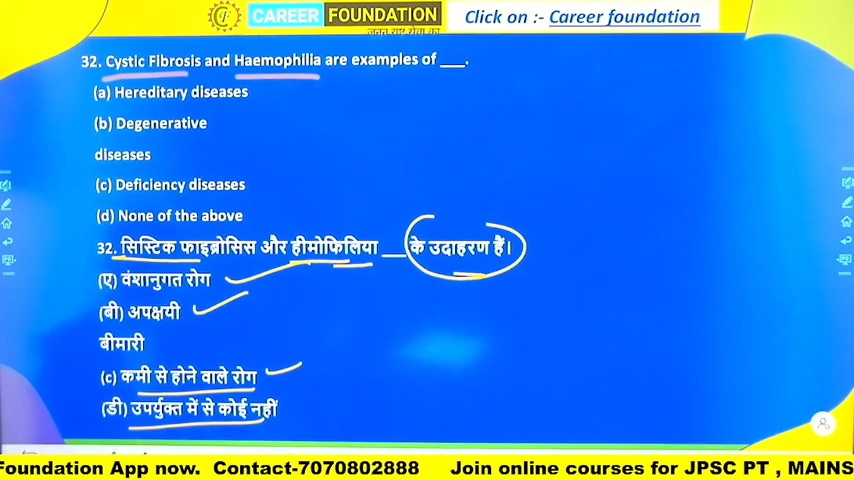 CAREER FOUNDATION
Click on :- Career foundation
32. Cystic Fibrosis and Haemophilla are examples of ___.
(a) Hereditary diseases
(b) Degenerative
diseases
(c) Deficiency diseases
(d) None of the above
32. सिस्टिक फाइब्रोसिस और हीमोफिलिया ___ के उदाहरण हैं।
(ए) वंशानुगत रोग
(बी) अपक्षयी
बीमारी
(c) कमी से होने वाले रोग
(डी) उपर्युक्त में से कोई नहीं
Foundation App now. Contact-7070802888 Join online courses for JPSC PT , MAINS